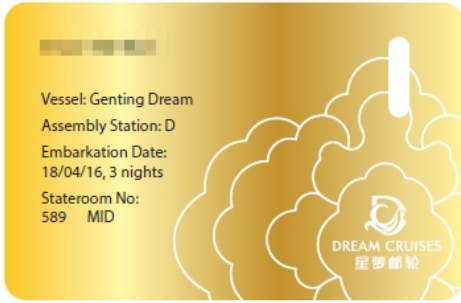 Vessel: Genting Dream
Assembly Station: D
Embarkation Date:
18/04/16, 3 nights
Stateroom No:
589 MID
DREAM CRUISES
星梦邮轮